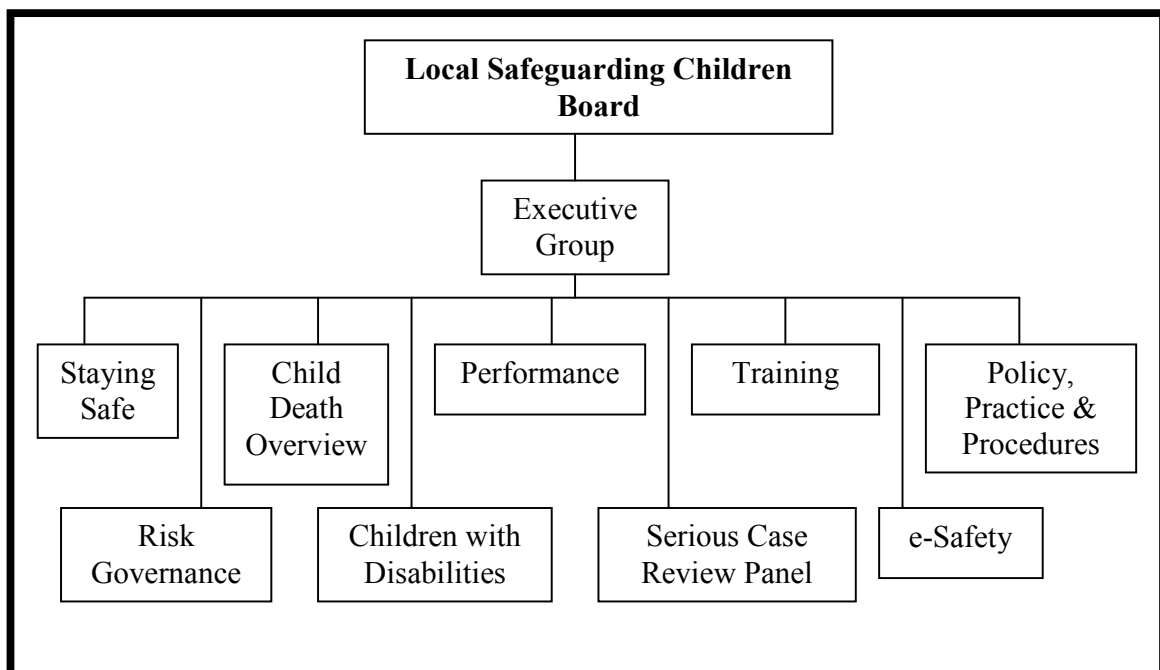 Local Safeguarding Children
Board
Executive
Group
Staying
Safe
Child
Death
Overview
Performance
Training
Policy,
Practice &
Procedures
Risk
Governance
Children with
Disabilities
Serious Case
Review Panel
e-Safety